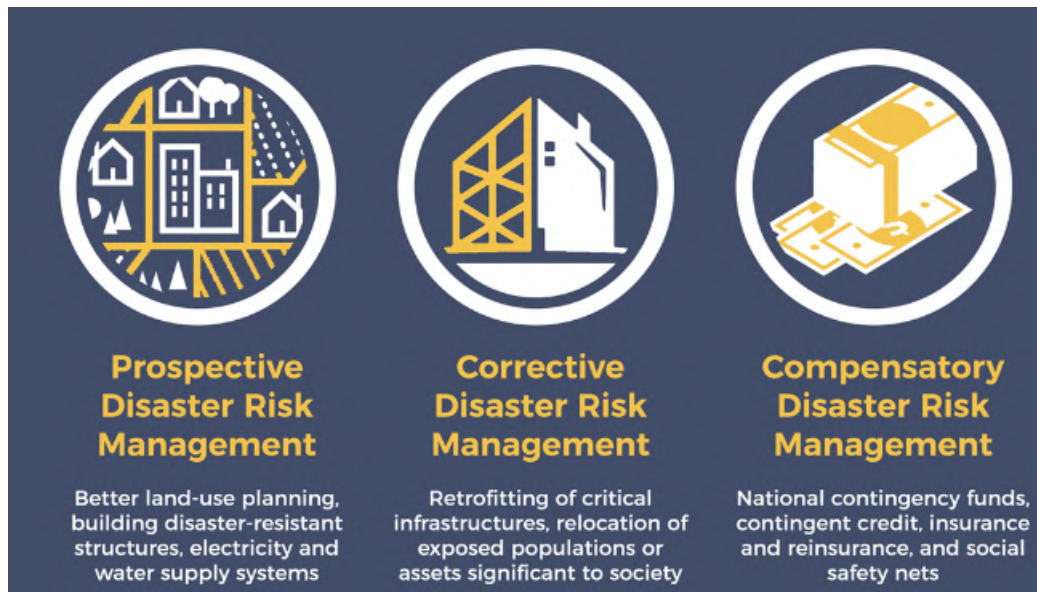 Prospective
Disaster Risk
Management
Better land-use planning,
building disaster-resistant
structures, electricity and
water supply systems
Corrective
Disaster Risk
Management
Retrofitting of critical
infrastructures, relocation of
exposed populations or
assets significant to society
Compensatory
Disaster Risk
Management
National contingency funds,
contingent credit, insurance
and reinsurance, and social
safety nets